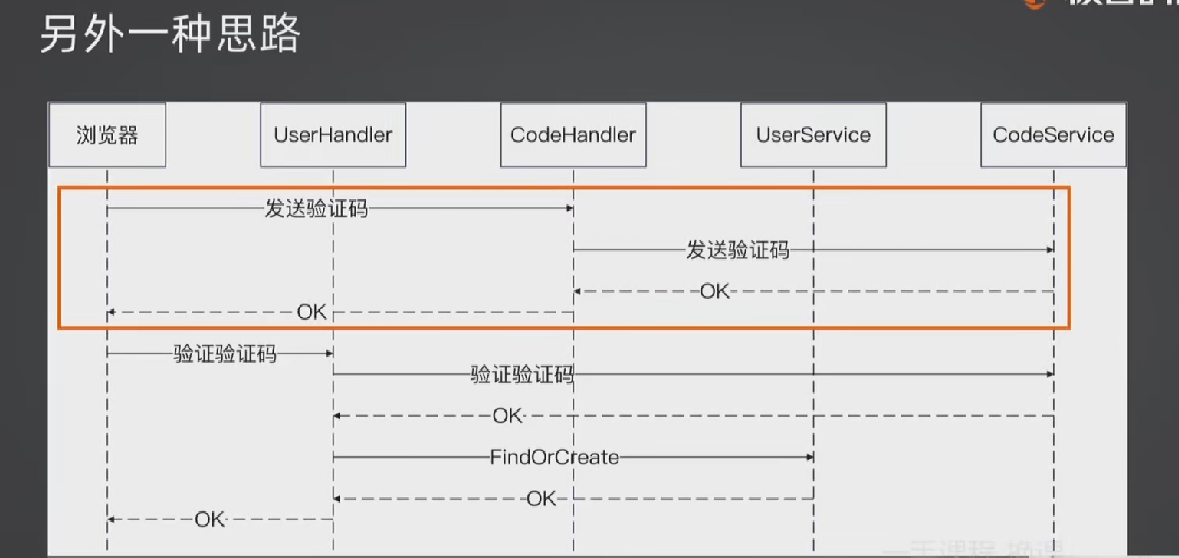 另外一种思路
浏览器
UserHandler
CodeHandler
UserService
CodeService
发送验证码
发送验证码
OK
OK
验证验证码
验证验证码
OK
FindOrCreate
OK
OK